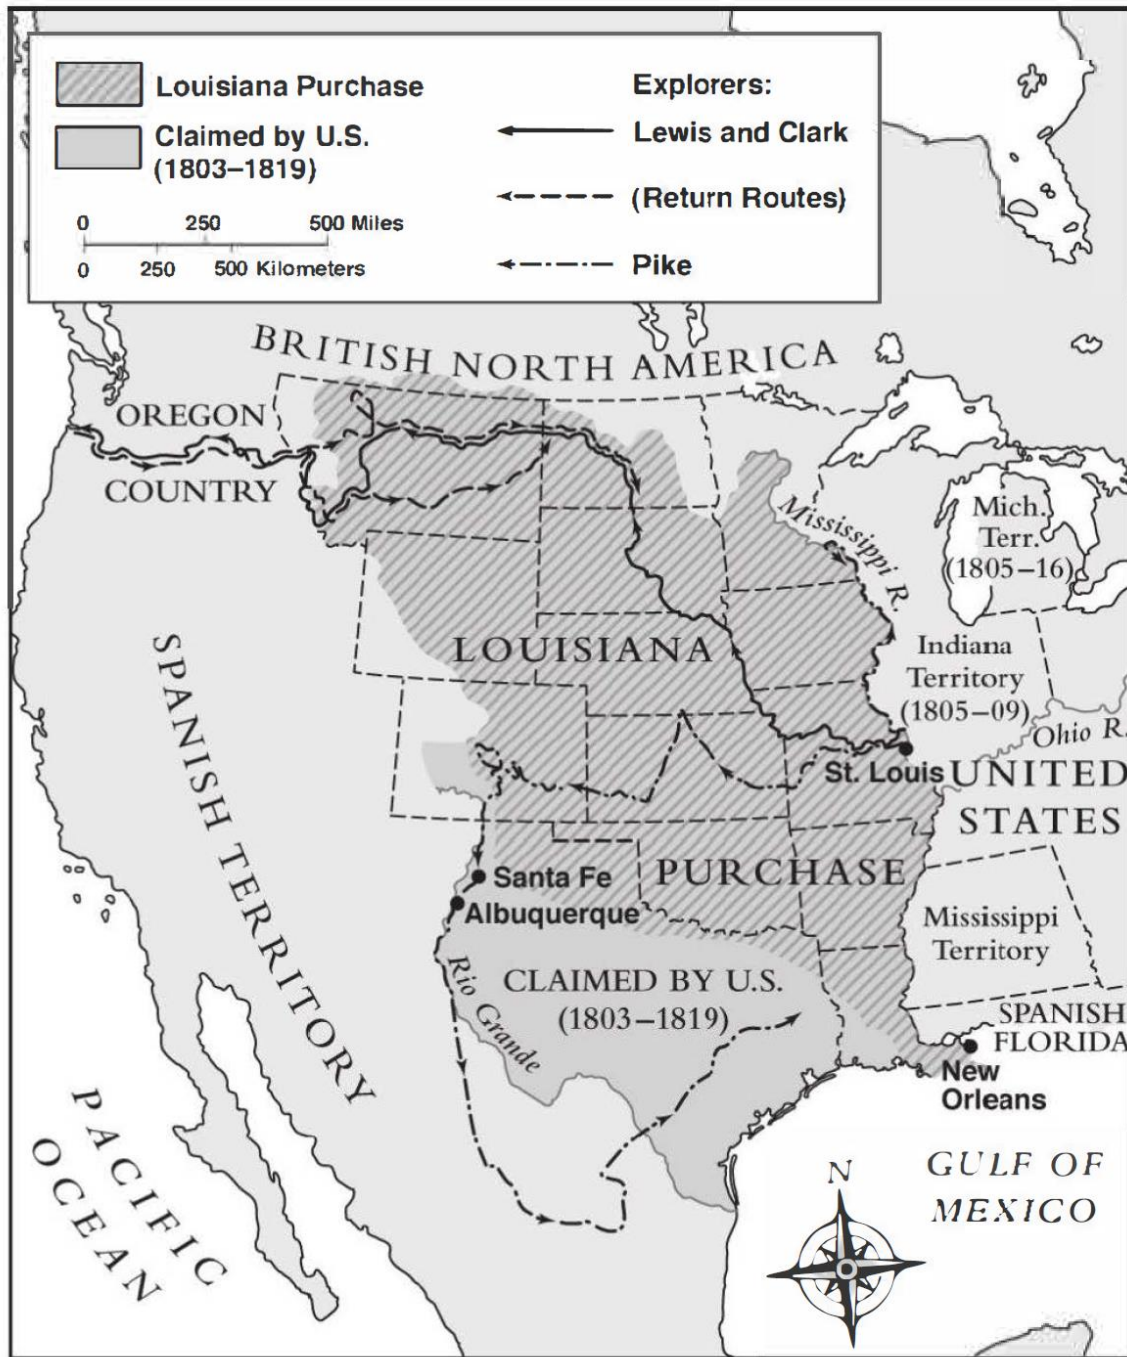 Louisiana Purchase
Claimed by U.S.
(1803–1819)
0 250 500 Miles
0 250 500 Kilometers
Explorers:
Lewis and Clark
(Return Routes)
Pike
BRITISH NORTH AMERICA
OREGON
COUNTRY
Mississippi R.
Mich.
Terr.
(1805–16)
LOUISIANA
Indiana
Territory
(1805–09)
Ohio R.
St. Louis
UNITED
STATES
SPANISH TERRITORY
PURCHASE
Santa Fe
Albuquerque
Mississippi
Territory
Rio Grande
CLAIMED BY U.S.
(1803–1819)
SPANISH
FLORIDA
New
Orleans
PACIFIC
OCEAN
N
GULF OF
MEXICO